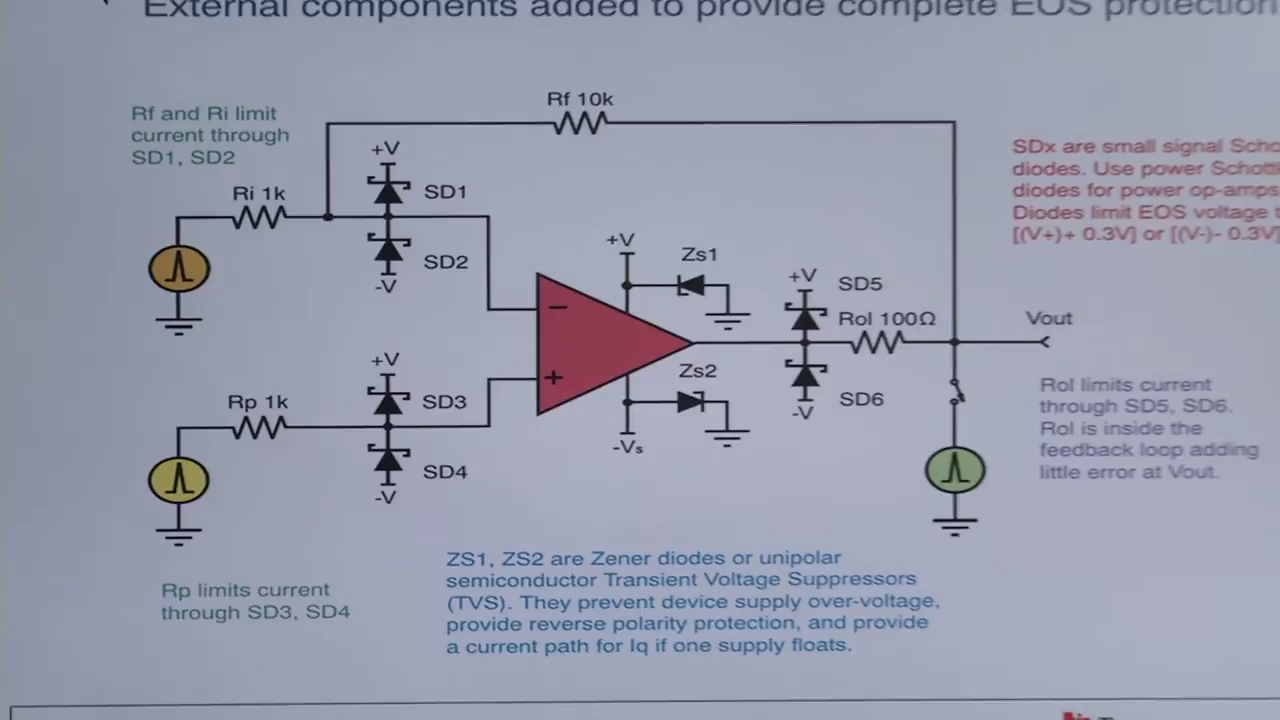 External components added to provide complete EOS protection
Rf 10k
Rf and Ri limit
current through
SD1, SD2
+V
SD1
Ri 1k
SD2
-V
SDx are small signal
diodes. Use power
diodes for power op-amps
Diodes limit EOS voltage
[(V+)+ 0.3V] or [(V-)- 0.3V]
+V
Zs1
+V
SD5
Rol 100Ω
Vout
−
+
+V
SD3
Rp 1k
SD4
-V
Zs2
-Vs
SD6
-V
Rol limits current
through SD5, SD6.
Rol is inside the
feedback loop adding
little error at Vout.
ZS1, ZS2 are Zener diodes or unipolar
semiconductor Transient Voltage Suppressors
(TVS). They prevent device supply over-voltage,
provide reverse polarity protection, and provide
a current path for Iq if one supply floats.
Rp limits current
through SD3, SD4